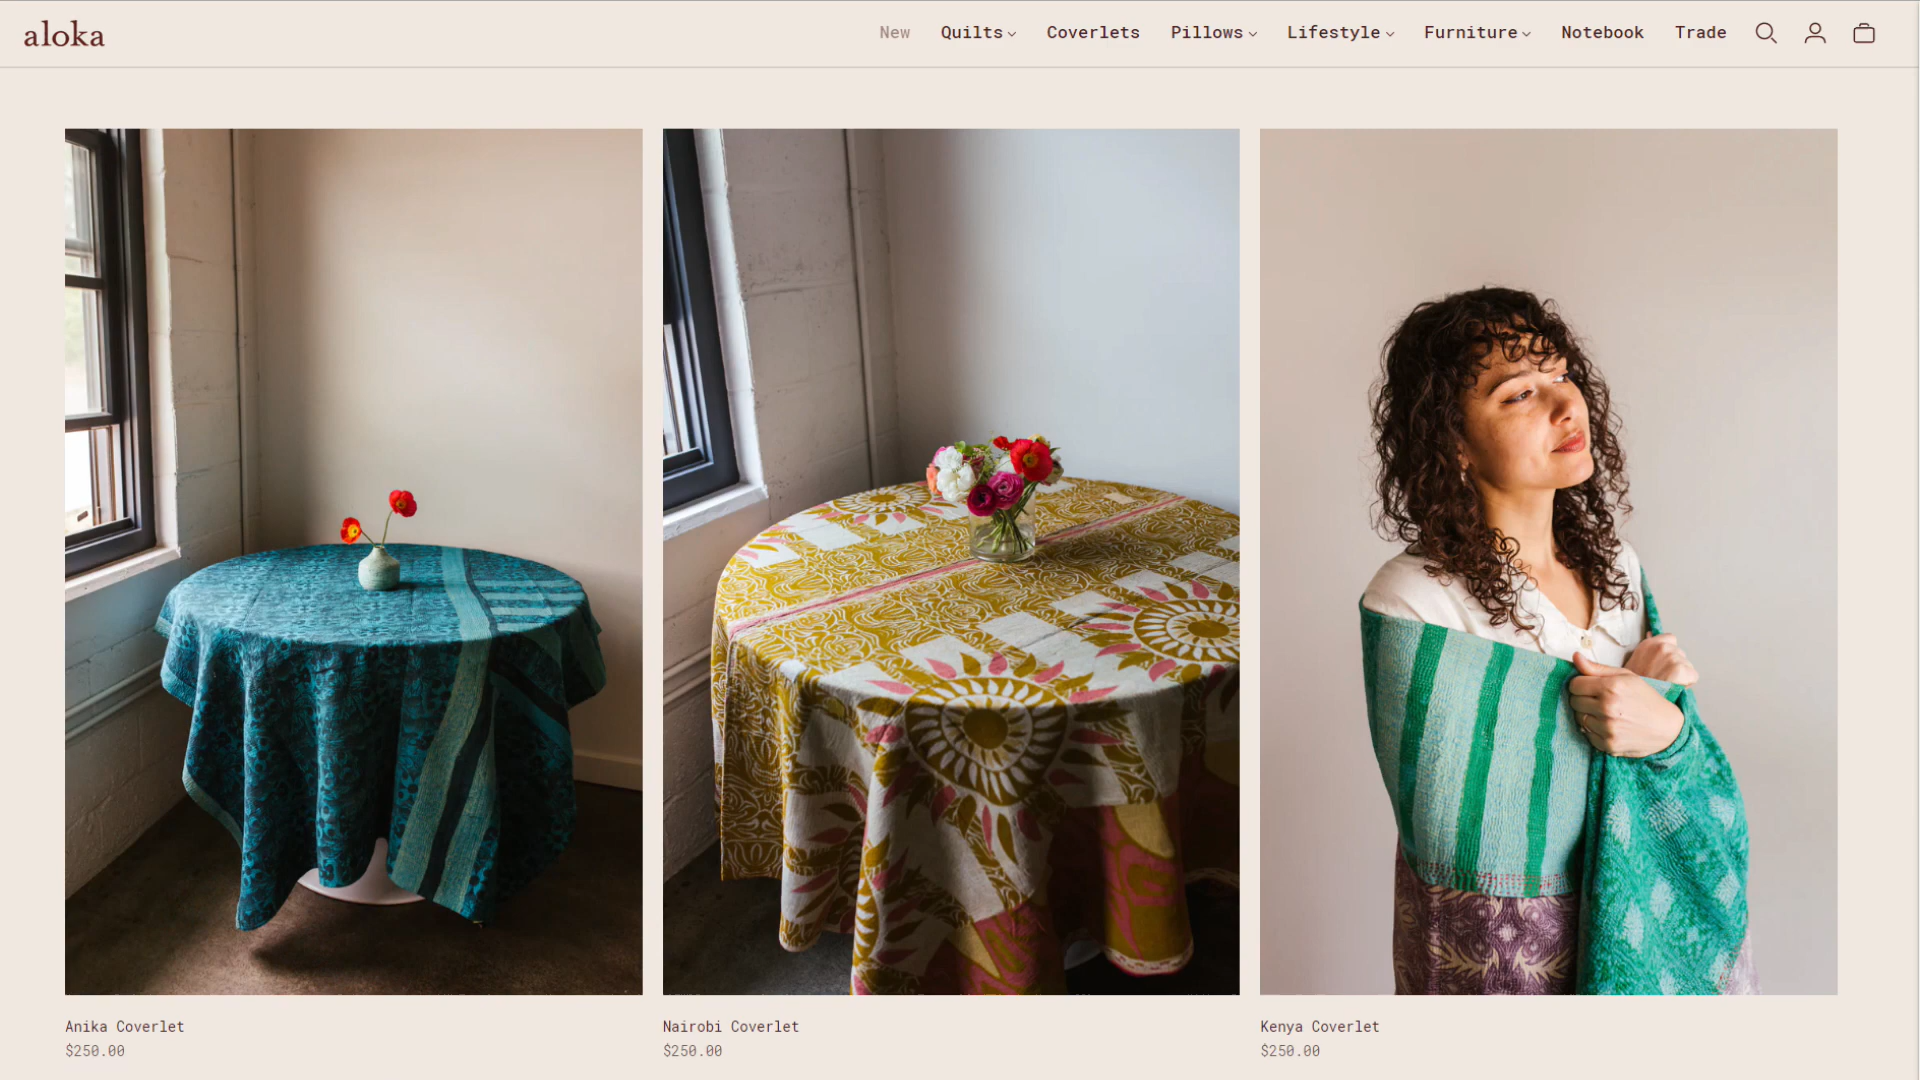 aloka
New Quilts Coverlets Pillows Lifestyle Furniture Notebook Trade
Anika Coverlet
$250.00
Nairobi Coverlet
$250.00
Kenya Coverlet
$250.00